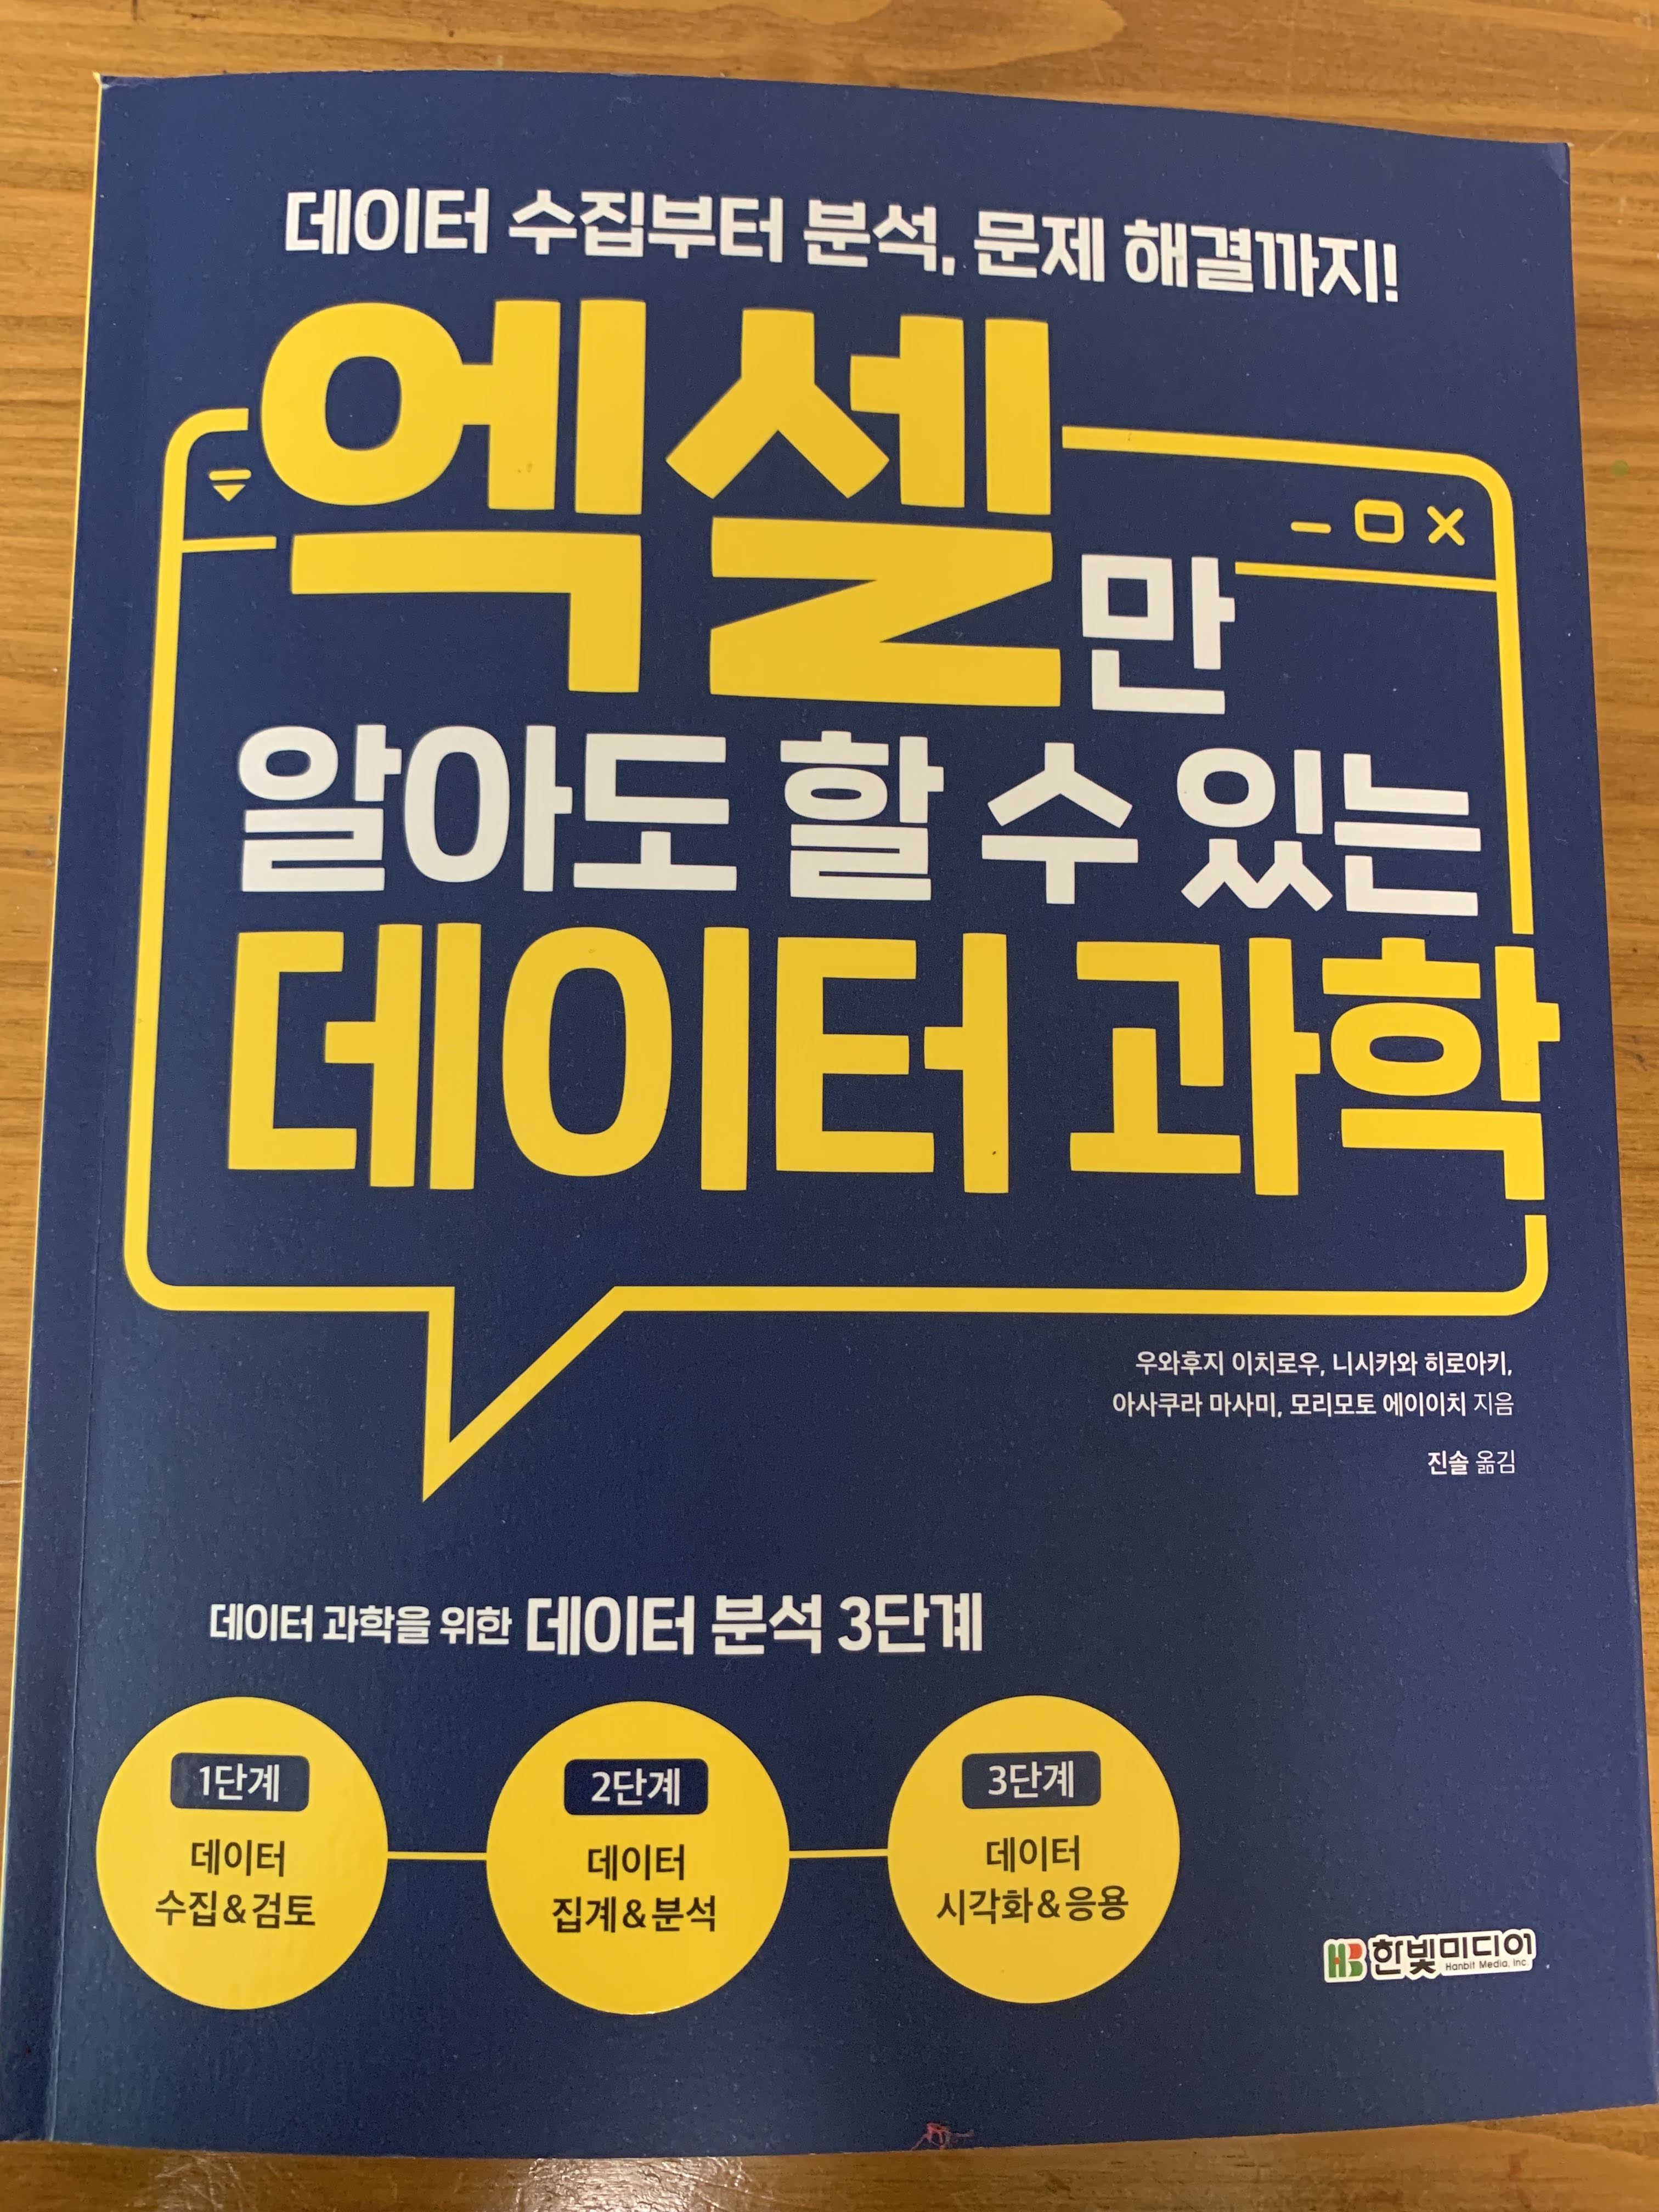 데이터 수집부터 분석, 문제 해결까지!
엑셀만
알아도 할 수 있는
데이터 과학
우와후지 이치로우, 니시카와 히로아키,
아사쿠라 마사미, 모리모토 에이이치 지음
진솔 옮김
데이터 과학을 위한 데이터 분석 3단계
1단계
데이터
수집&검토
2단계
데이터
집계&분석
3단계
데이터
시각화&응용
HB 한빛미디어
Hanbit Media, Inc.